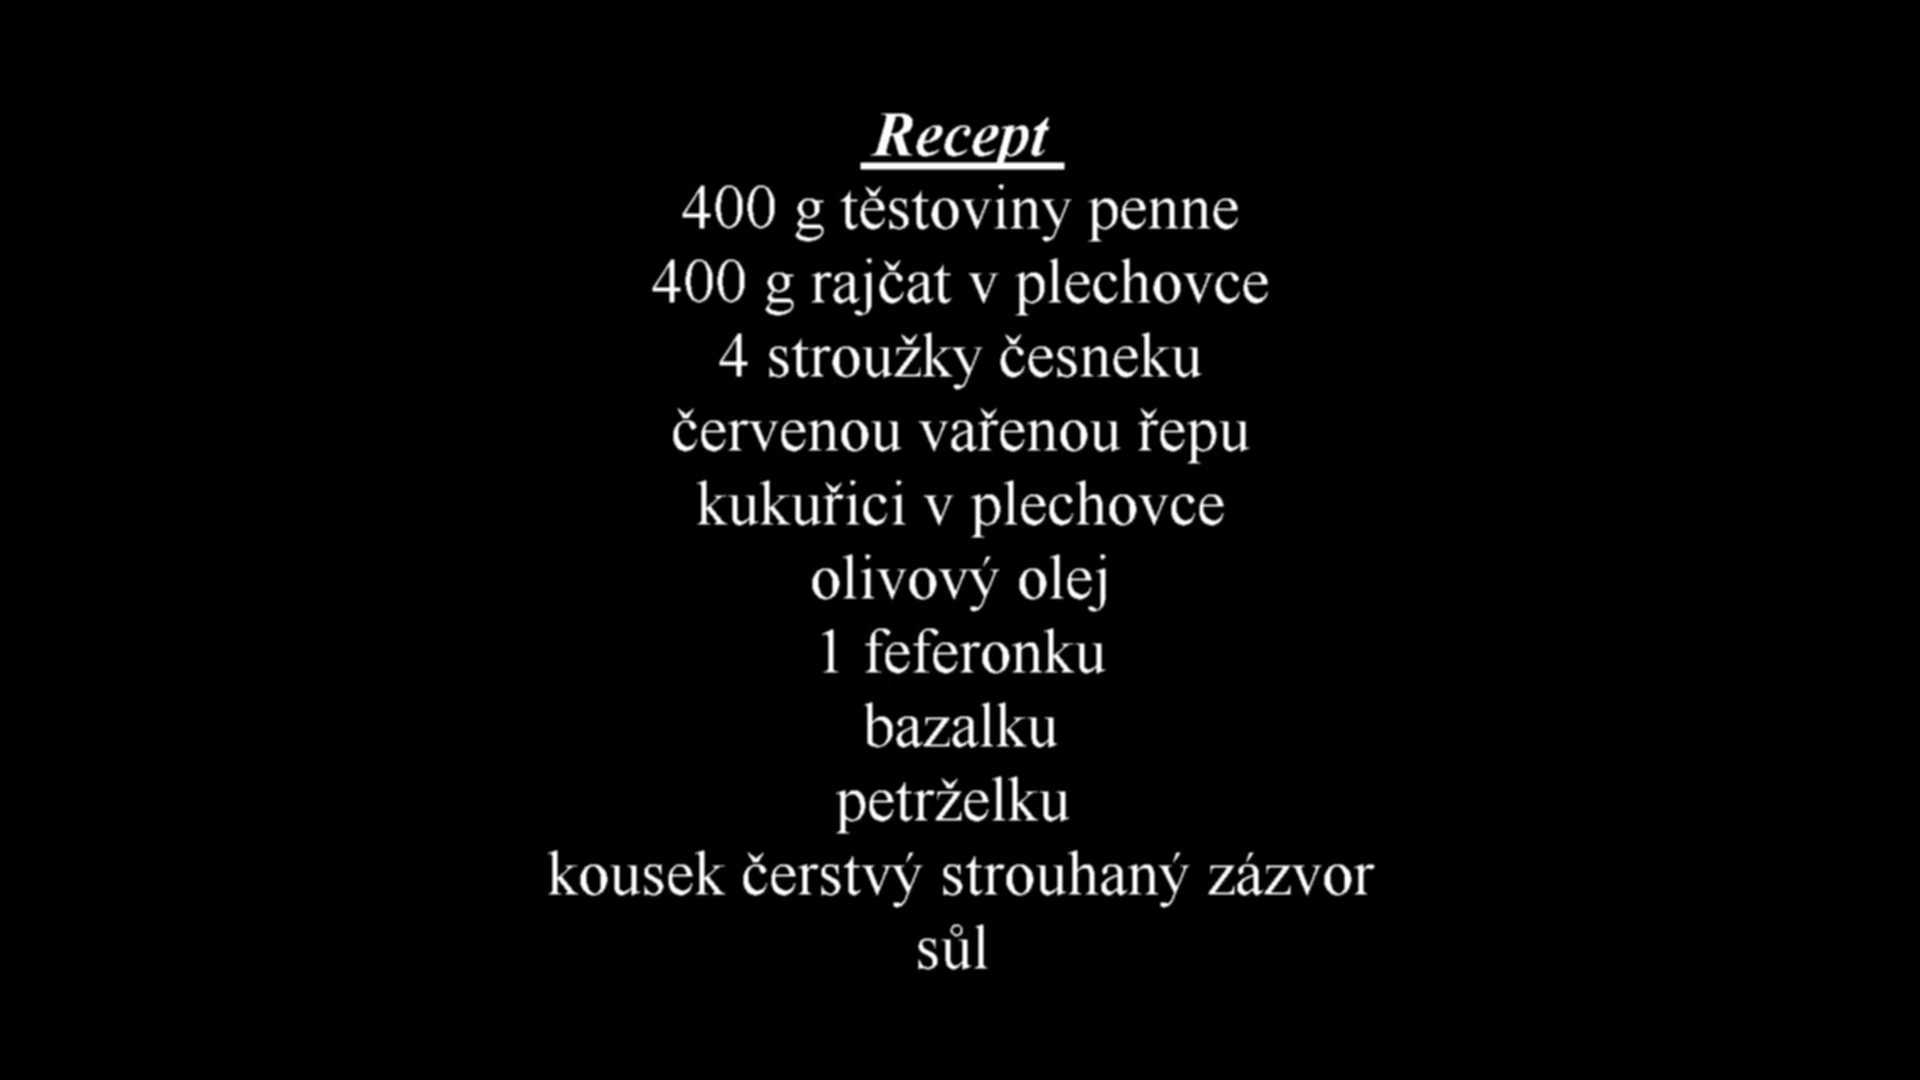 Recept
400 g těstoviny penne
400 g rajčat v plechovce
4 stroužky česneku
červenou vařenou řepu
kukuřici v plechovce
olivový olej
1 feferonku
bazalku
petrželku
kousek čerstvý strouhaný zázvor
sůl